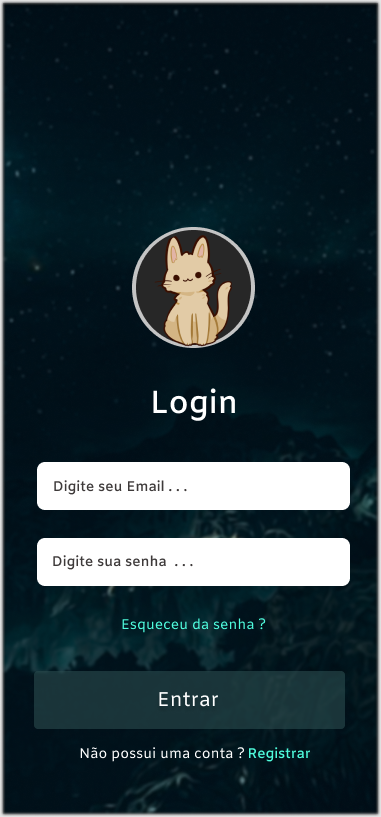 Login
Digite seu Email . . .
Digite sua senha . . .
Esqueceu da senha ?
Entrar
Não possui uma conta ? Registrar